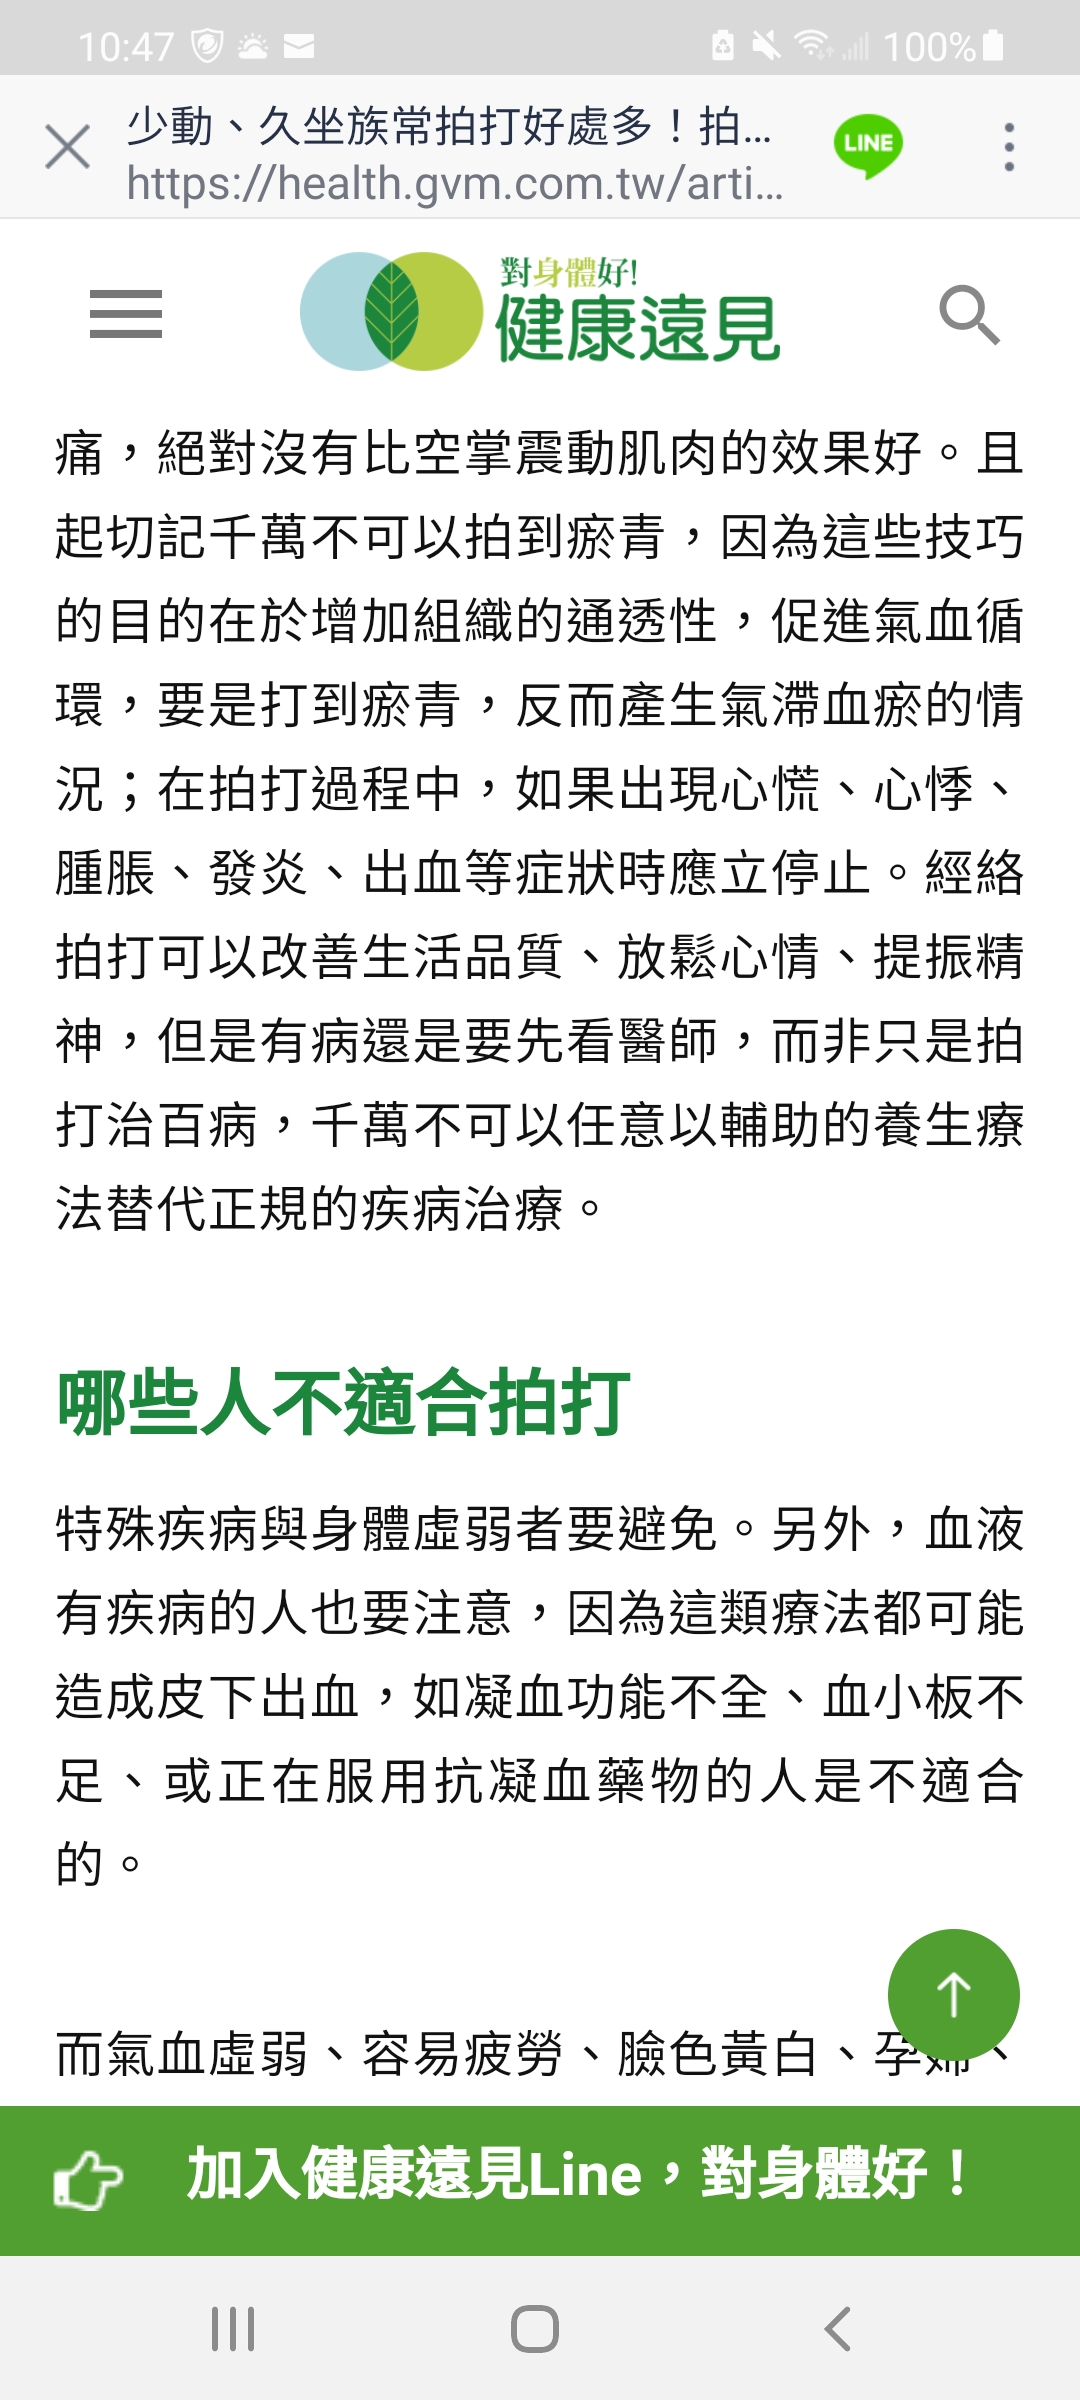 10:47
100%
少動、久坐族常拍打好處多！拍...
https://health.gvm.com.tw/arti...
LINE
對身體好!
健康遠見
痛，絕對沒有比空掌震動肌肉的效果好。且
起切記千萬不可以拍到瘀青，因為這些技巧
的目的在於增加組織的通透性，促進氣血循
環，要是打到瘀青，反而產生氣滯血瘀的情
況；在拍打過程中，如果出現心慌、心悸、
腫脹、發炎、出血等症狀時應立停止。經絡
拍打可以改善生活品質、放鬆心情、提振精
神，但是有病還是要先看醫師，而非只是拍
打治百病，千萬不可以任意以輔助的養生療
法替代正規的疾病治療。
哪些人不適合拍打
特殊疾病與身體虛弱者要避免。另外，血液
有疾病的人也要注意，因為這類療法都可能
造成皮下出血，如凝血功能不全、血小板不
足、或正在服用抗凝血藥物的人是不適合
的。
而氣血虛弱、容易疲勞、臉色黃白、孕婦、
加入健康遠見Line，對身體好！